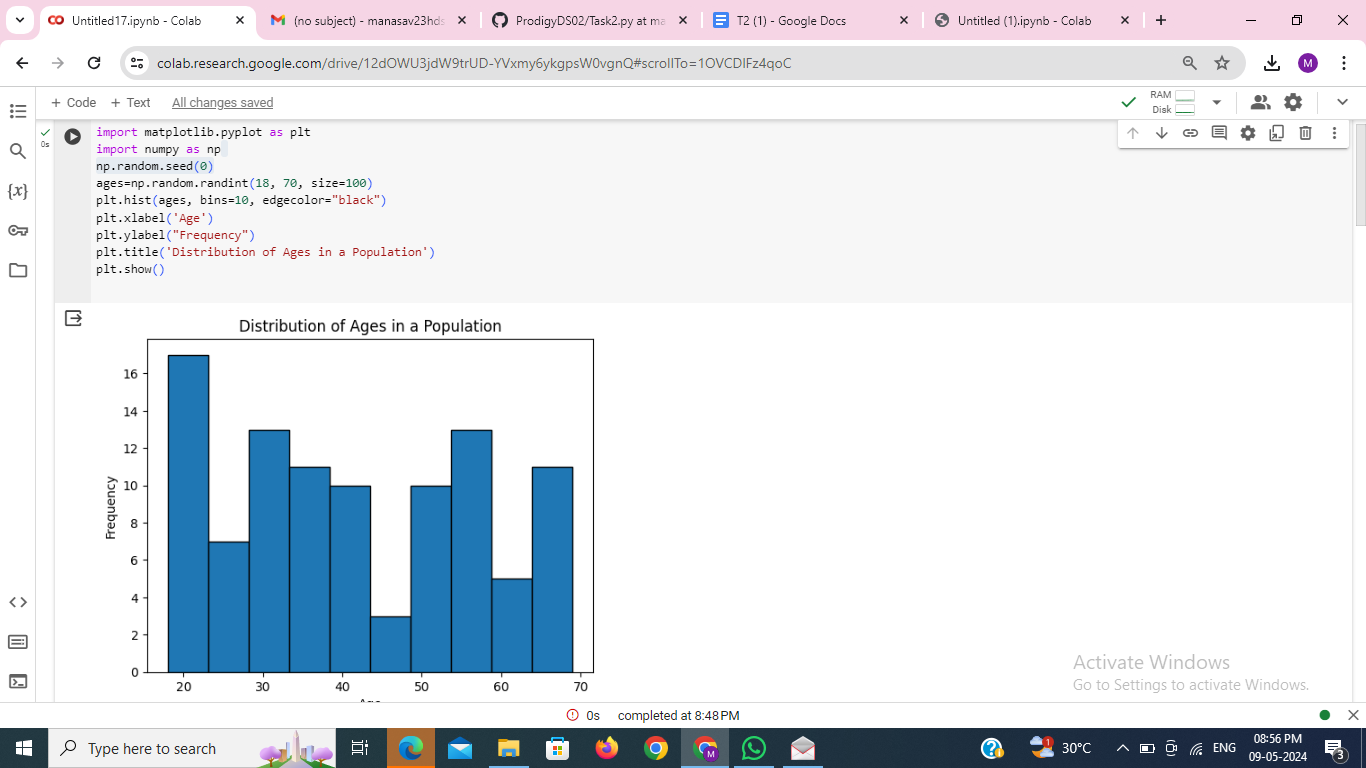 Untitled17.ipynb - Colab
(no subject) - manasav23hds
ProdigyDS02/Task2.py at ma
T2 (1) - Google Docs
Untitled (1).ipynb - Colab
colab.research.google.com/drive/12dOWU3jdW9trUD-YVxmy6ykgpsW0vgnQ#scrollTo=1OVCDIFz4qoC
M
+ Code + Text All changes saved
RAM
Disk
0s
import matplotlib.pyplot as plt
import numpy as np
np.random.seed(0)
ages=np.random.randint(18, 70, size=100)
plt.hist(ages, bins=10, edgecolor="black")
plt.xlabel('Age')
plt.ylabel("Frequency")
plt.title('Distribution of Ages in a Population')
plt.show()
{x}
Distribution of Ages in a Population
Frequency
16
14
12
10
8
6
4
2
0
20 30 40 50 60 70
Activate Windows
Go to Settings to activate Windows.
0s completed at 8:48 PM
Type here to search
M
1
30°C
ENG
08:56 PM
09-05-2024
3